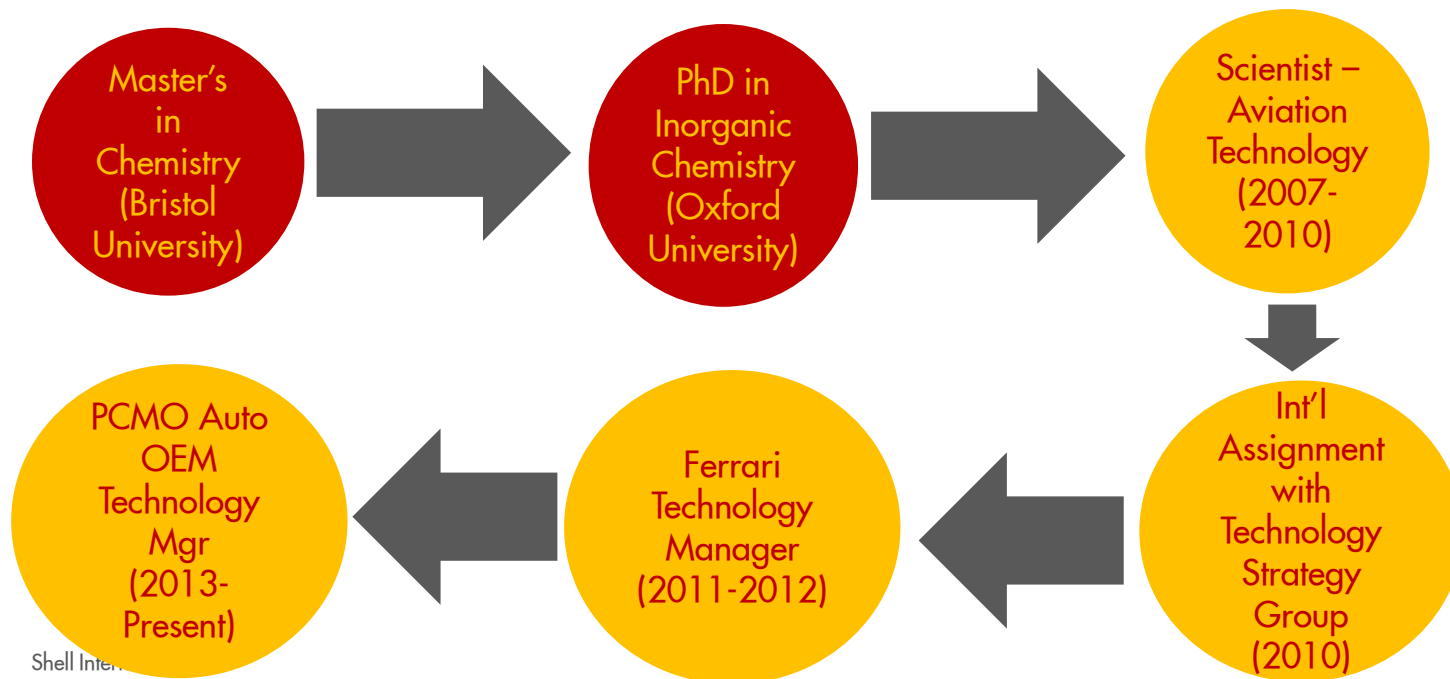 Master's
in
Chemistry
(Bristol
University)
PhD in
Inorganic
Chemistry
(Oxford
University)
Scientist –
Aviation
Technology
(2007-
2010)
Int'l
Assignment
with
Technology
Strategy
Group
(2010)
Ferrari
Technology
Manager
(2011-2012)
PCMO Auto
OEM
Technology
Mgr
(2013-
Present)
Shell